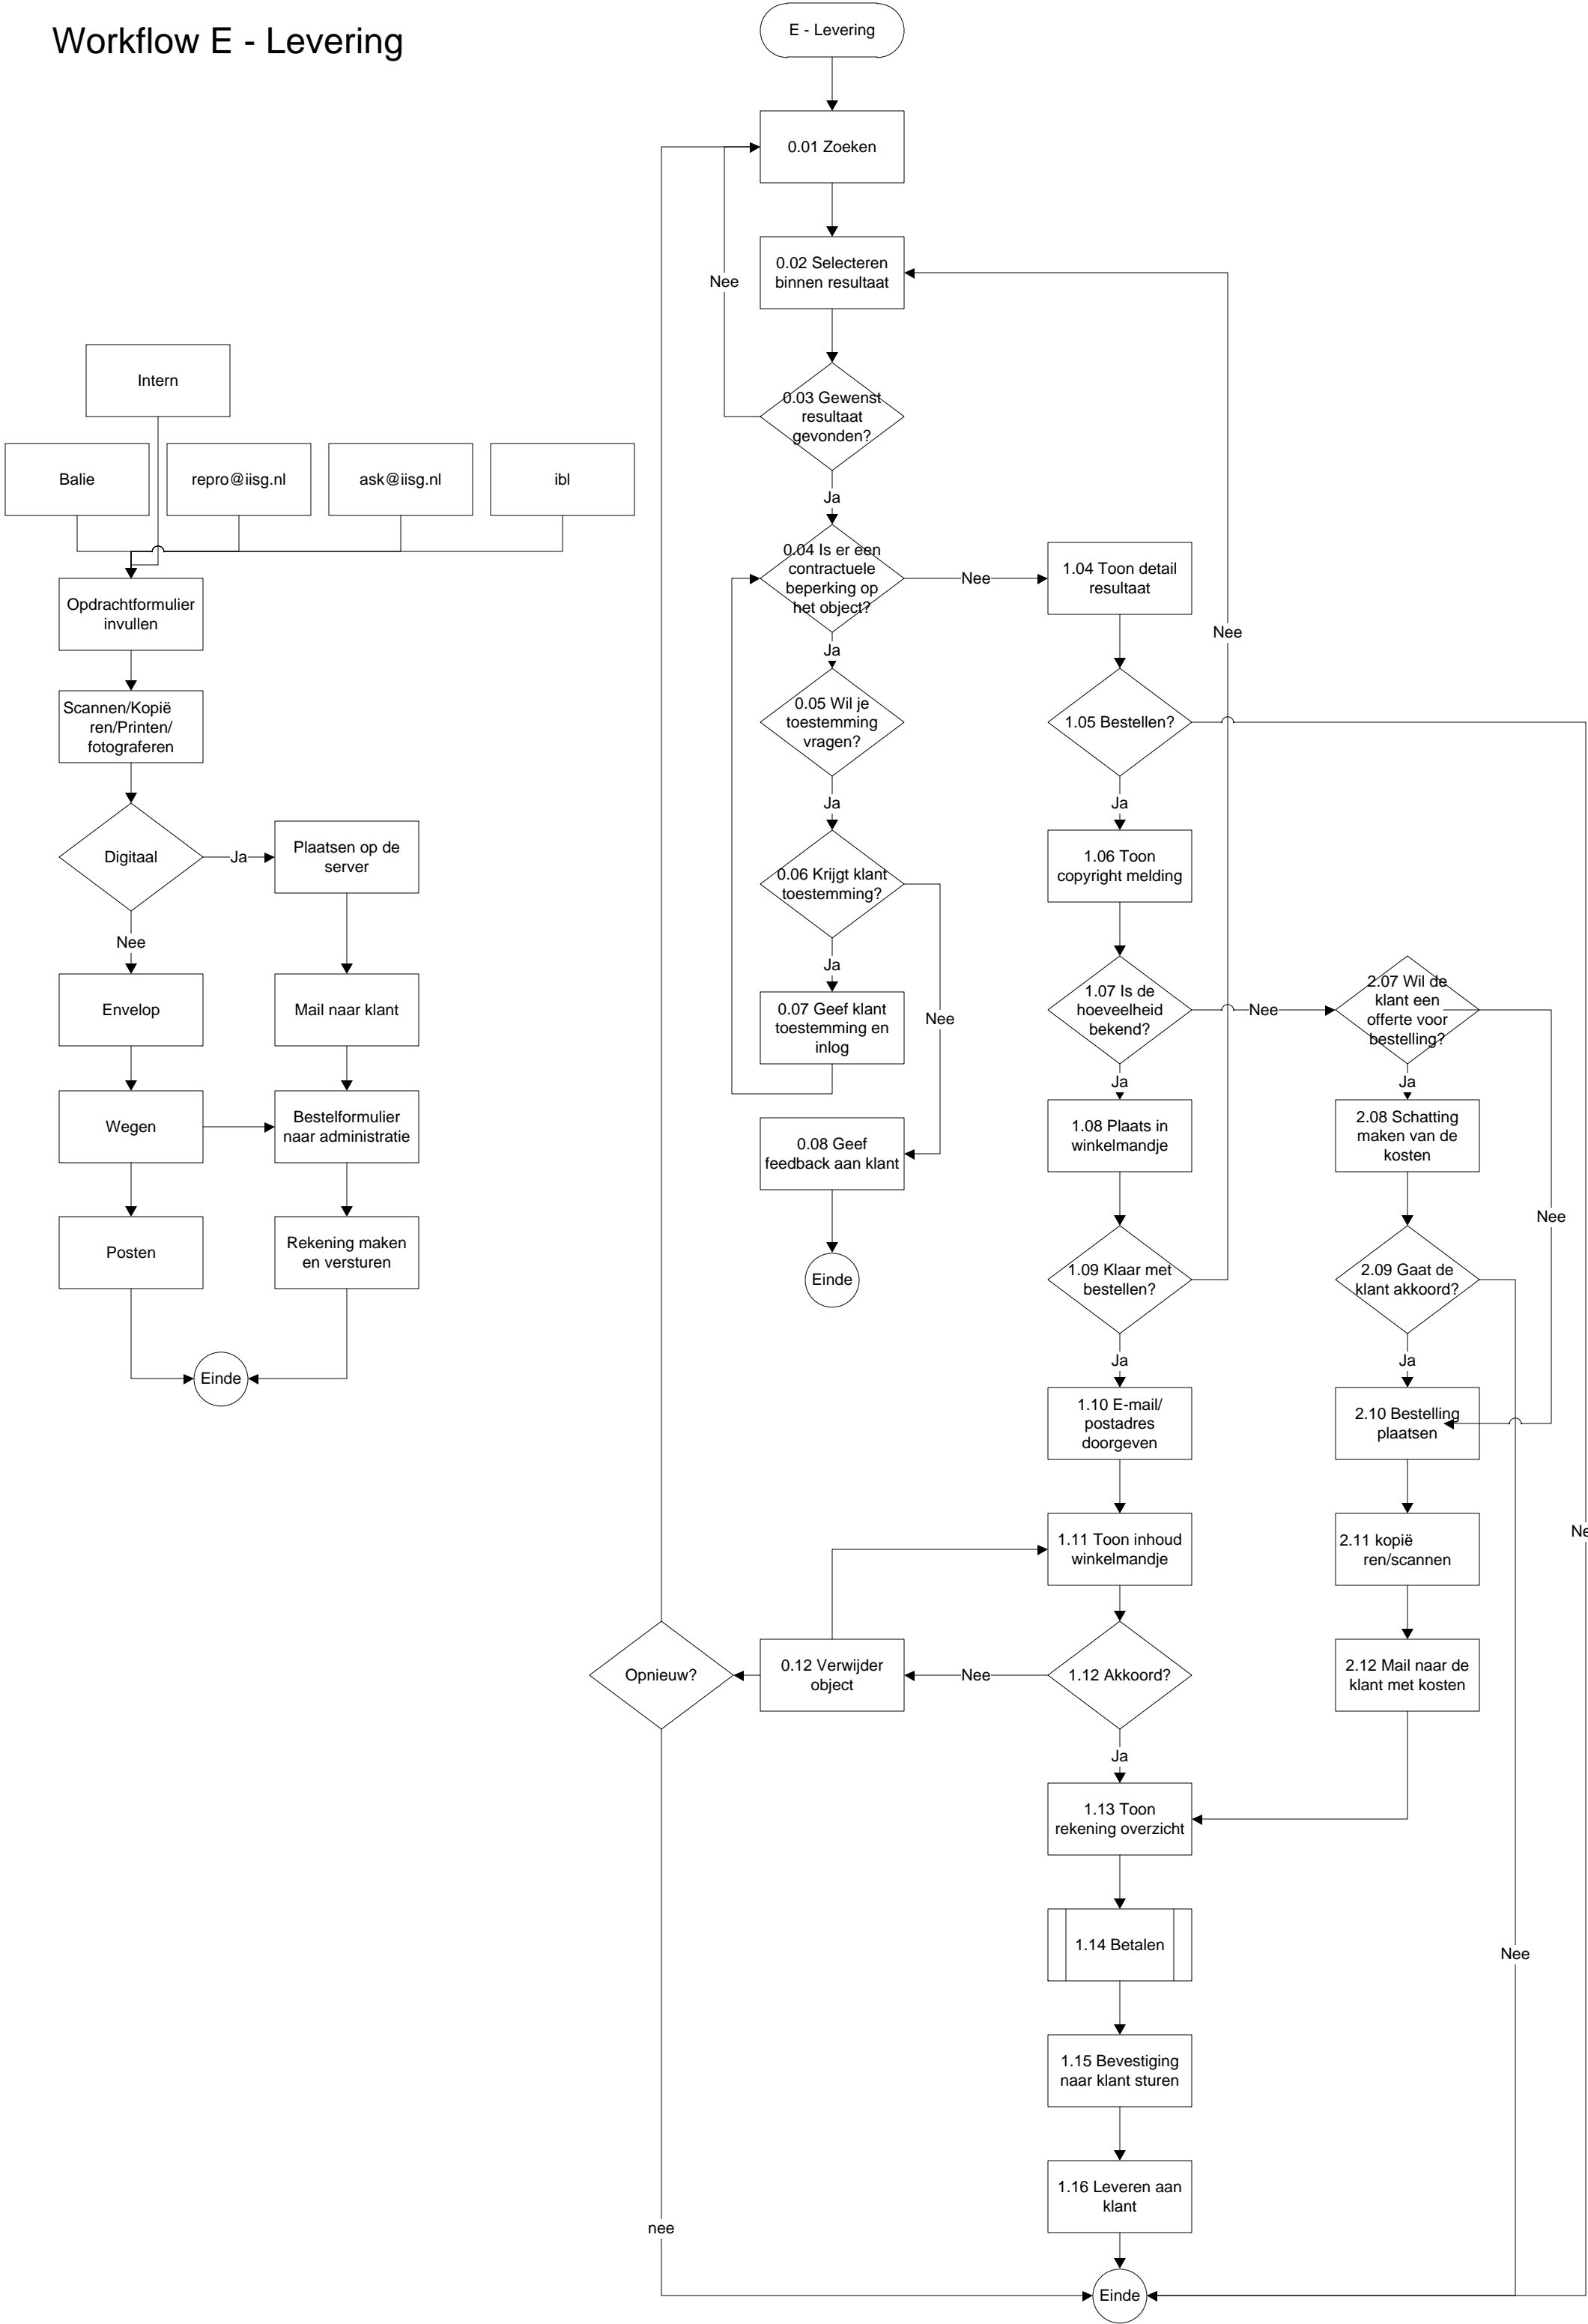 Workflow E - Levering
E - Levering
0.01 Zoeken
0.02 Selecteren
binnen resultaat
Nee
0.03 Gewenst
resultaat
gevonden?
Ja
Intern
Balie
repro@iisg.nl
ask@iisg.nl
ibl
Opdrachtformulier
invullen
Scannen/Kopië
ren/Printen/
fotograferen
Digitaal
Ja
Plaatsen op de
server
Nee
Envelop
Mail naar klant
Wegen
Bestelformulier
naar administratie
Posten
Rekening maken
en versturen
Einde
0.04 Is er een
contractuele
beperking op
het object?
Nee
Ja
0.05 Wil je
toestemming
vragen?
Ja
0.06 Krijgt klant
toestemming?
Ja
Nee
0.07 Geef klant
toestemming en
inlog
0.08 Geef
feedback aan klant
Einde
1.04 Toon detail
resultaat
Nee
1.05 Bestellen?
Ja
1.06 Toon
copyright melding
1.07 Is de
hoeveelheid
bekend?
Nee
Ja
1.08 Plaats in
winkelmandje
1.09 Klaar met
bestellen?
Ja
1.10 E-mail/
postadres
doorgeven
1.11 Toon inhoud
winkelmandje
1.12 Akkoord?
Nee
0.12 Verwijder
object
Opnieuw?
nee
Ja
2.07 Wil de
klant een
offerte voor
bestelling?
Ja
Nee
2.08 Schatting
maken van de
kosten
2.09 Gaat de
klant akkoord?
Ja
2.10 Bestelling
plaatsen
2.11 kopië
ren/scannen
2.12 Mail naar de
klant met kosten
Nee
1.13 Toon
rekening overzicht
1.14 Betalen
1.15 Bevestiging
naar klant sturen
1.16 Leveren aan
klant
Einde